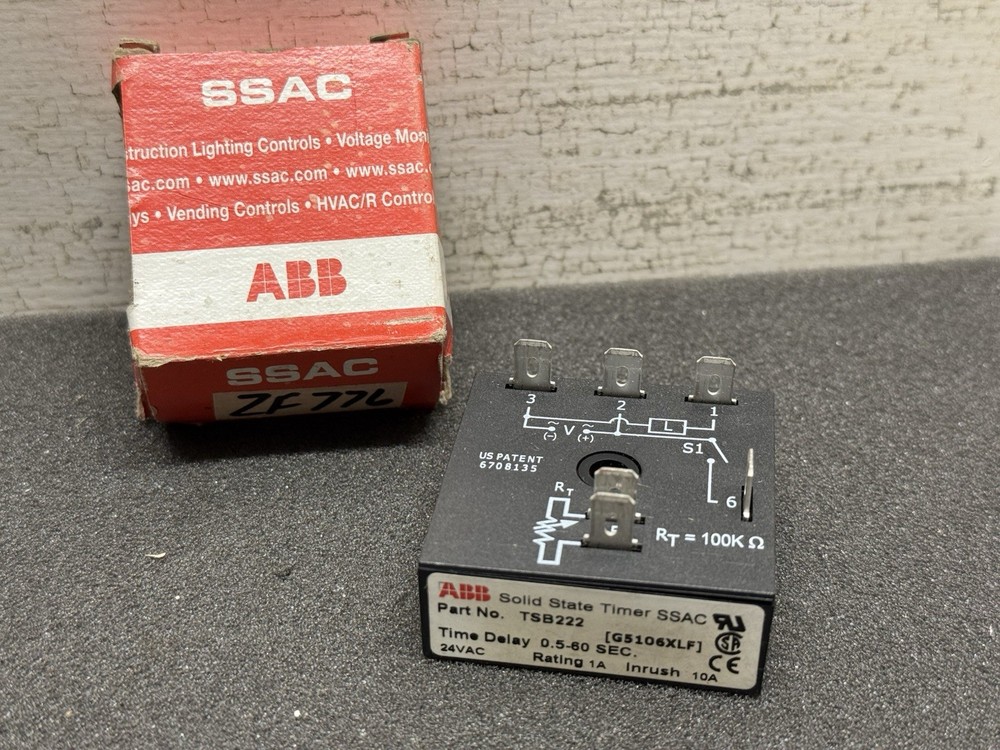 SSAC
struction Lighting Controls • Voltage Mon
sac.com • www.ssac.com • www.ssac.c
ys • Vending Controls • HVAC/R Contro
ABB
SSAC
ZF776
3 2 1
V
(-) (+)
L
S1
US PATENT
6708135
6
RT
RT = 100K Ω
ABB Solid State Timer SSAC
Part No. TSB222
[G5106XLF]
Time Delay 0.5-60 SEC.
24VAC Rating 1A Inrush 10A